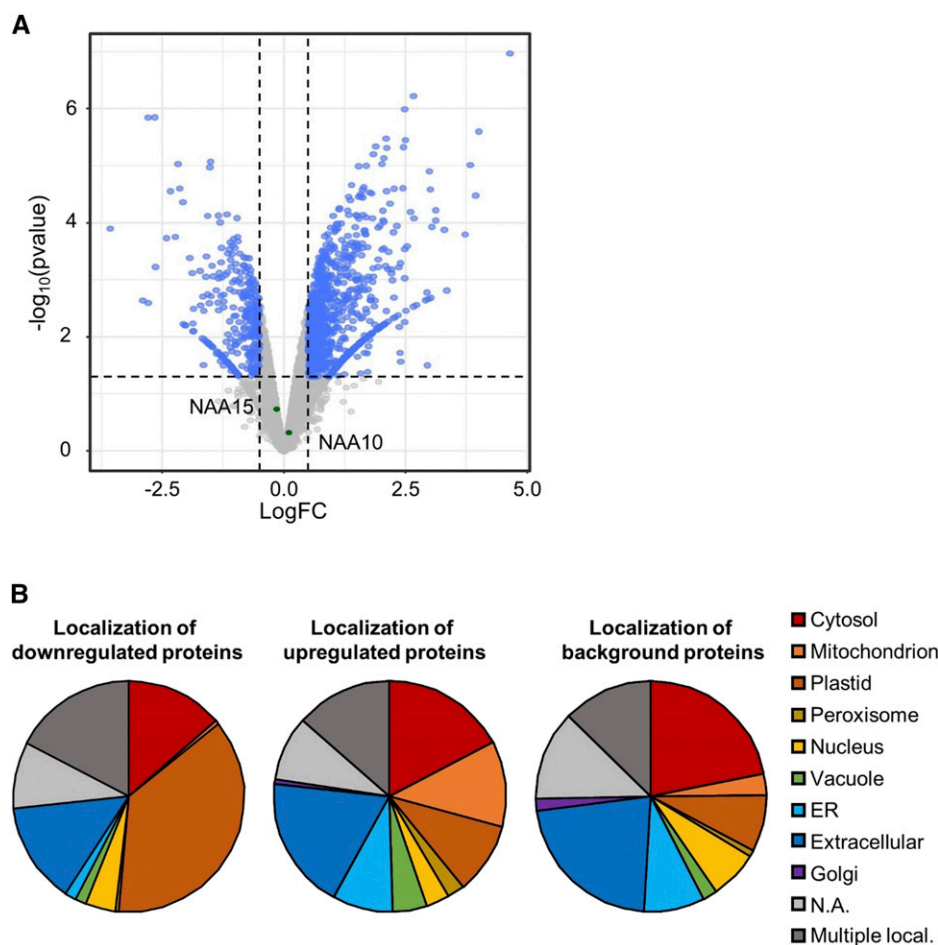 A
6
4
2
0
-log₁₀(pvalue)
NAA15
NAA10
-2.5
0.0
2.5
5.0
LogFC
B
Localization of
downregulated proteins
Localization of
upregulated proteins
Localization of
background proteins
Cytosol
Mitochondrion
Plastid
Peroxisome
Nucleus
Vacuole
ER
Extracellular
Golgi
N.A.
Multiple local.